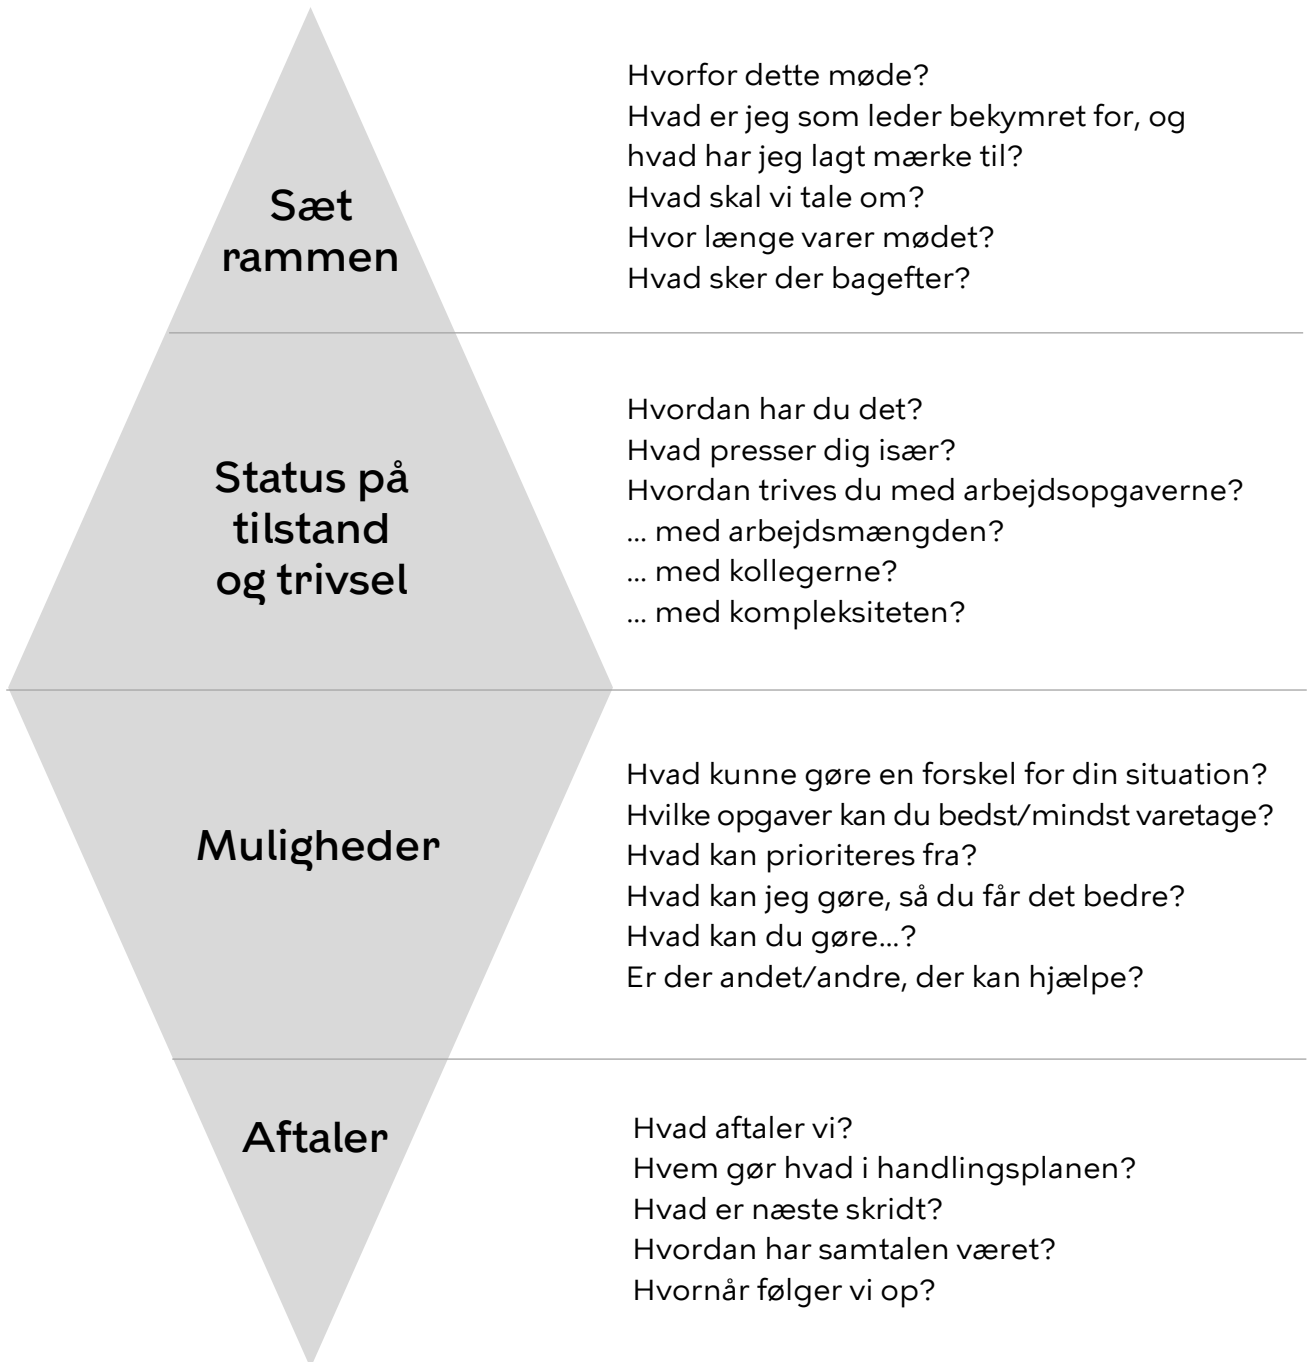 Sæt
rammen
Hvorfor dette møde?
Hvad er jeg som leder bekymret for, og
hvad har jeg lagt mærke til?
Hvad skal vi tale om?
Hvor længe varer mødet?
Hvad sker der bagefter?
Status på
tilstand
og trivsel
Hvordan har du det?
Hvad presser dig især?
Hvordan trives du med arbejdsopgaverne?
... med arbejdsmængden?
... med kollegerne?
... med kompleksiteten?
Muligheder
Hvad kunne gøre en forskel for din situation?
Hvilke opgaver kan du bedst/mindst varetage?
Hvad kan prioriteres fra?
Hvad kan jeg gøre, så du får det bedre?
Hvad kan du gøre...?
Er der andet/andre, der kan hjælpe?
Aftaler
Hvad aftaler vi?
Hvem gør hvad i handlingsplanen?
Hvad er næste skridt?
Hvordan har samtalen været?
Hvornår følger vi op?